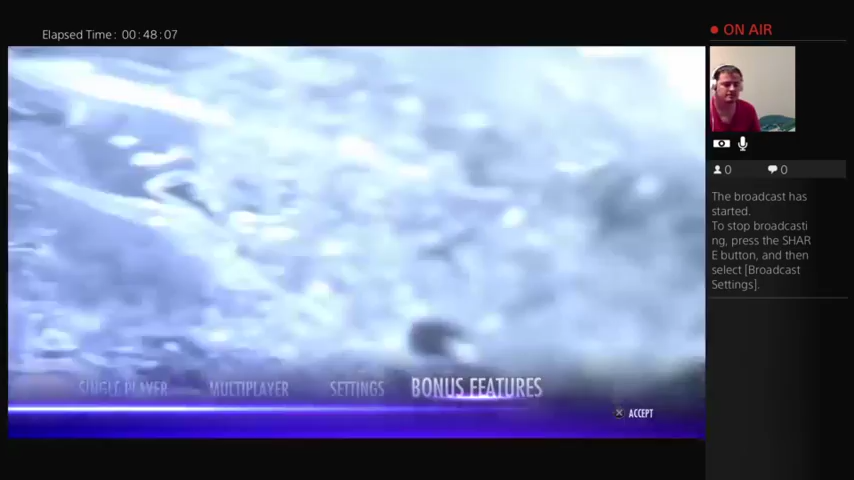 Elapsed Time: 00:48:07
ON AIR
0 0
The broadcast has
started.
To stop broadcasti
ng, press the SHAR
E button, and then
select [Broadcast
Settings].
SINGLE PLAYER MULTIPLAYER SETTINGS BONUS FEATURES
ACCEPT